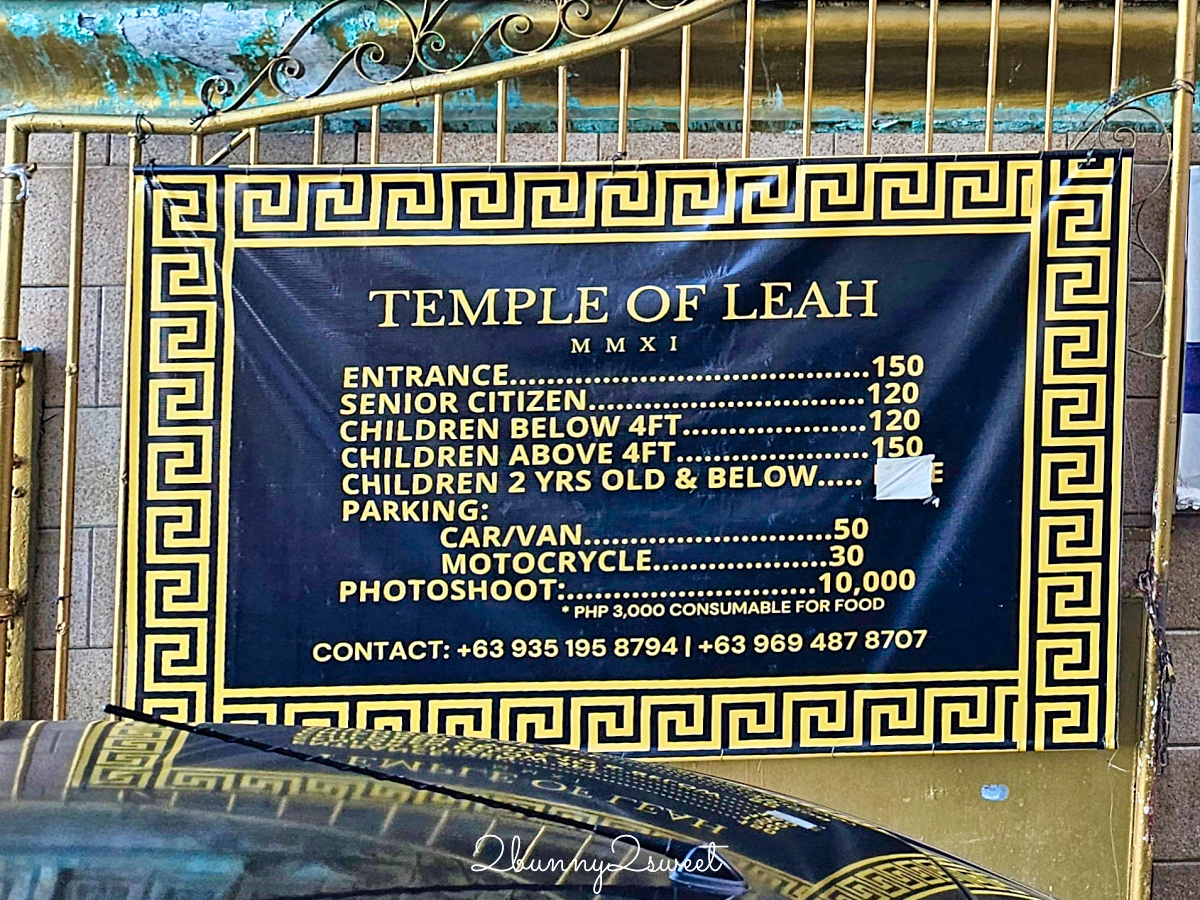 TEMPLE OF LEAH
MMXI
ENTRANCE............................................150
SENIOR CITIZEN..................................120
CHILDREN BELOW 4FT......................120
CHILDREN ABOVE 4FT.......................150
CHILDREN 2 YRS OLD & BELOW..... E
PARKING:
CAR/VAN..............................50
MOTOCRYCLE.....................30
PHOTOSHOOT:..............................10,000
* PHP 3,000 CONSUMABLE FOR FOOD
CONTACT: +63 935 195 8794 | +63 969 487 8707
TEMPLE OF LEAH
2bunny2sweet